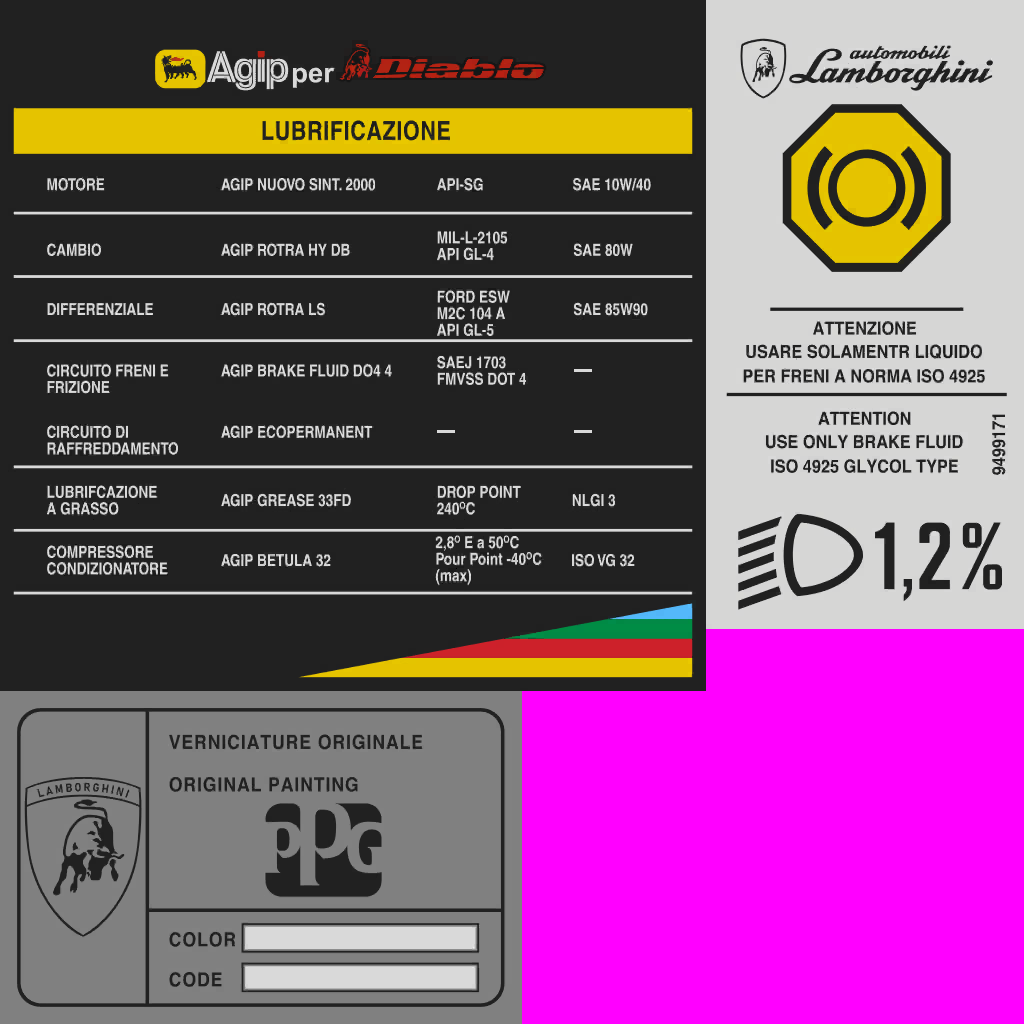 Agip per Diablo
LUBRIFICAZIONE
MOTORE AGIP NUOVO SINT. 2000 API-SG SAE 10W/40
CAMBIO AGIP ROTRA HY DB MIL-L-2105
API GL-4 SAE 80W
DIFFERENZIALE AGIP ROTRA LS FORD ESW
M2C 104 A
API GL-5 SAE 85W90
CIRCUITO FRENI E
FRIZIONE AGIP BRAKE FLUID DO4 4 SAEJ 1703
FMVSS DOT 4 —
CIRCUITO DI
RAFFREDDAMENTO AGIP ECOPERMANENT — —
LUBRIFCAZIONE
A GRASSO AGIP GREASE 33FD DROP POINT
240ºC NLGI 3
COMPRESSORE
CONDIZIONATORE AGIP BETULA 32 2,8º E a 50ºC
Pour Point -40ºC
(max) ISO VG 32
automobili
Lamborghini
ATTENZIONE
USARE SOLAMENTR LIQUIDO
PER FRENI A NORMA ISO 4925
ATTENTION
USE ONLY BRAKE FLUID
ISO 4925 GLYCOL TYPE
9499171
1,2%
LAMBORGHINI
VERNICIATURE ORIGINALE
ORIGINAL PAINTING
PPG
COLOR
CODE